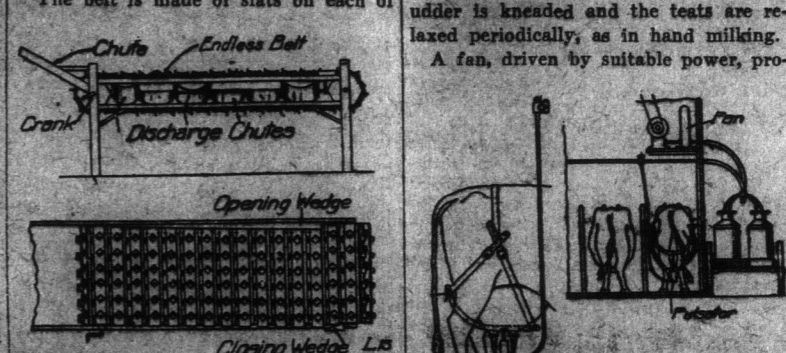 The belt is made of slats on each of
Chute
Endless Belt
Crank
Discharge Chutes
Opening Wedge
Closing Wedge
udder is kneaded and the teats are re-
laxed periodically, as in hand milking.
A fan, driven by suitable power, pro-
Fan
Pulsator